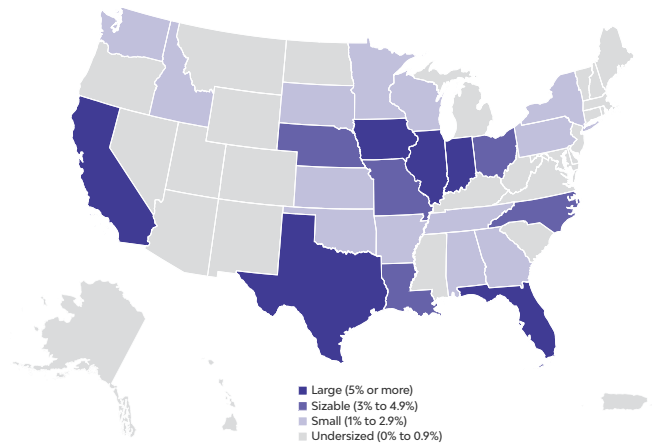 Large (5% or more)
Sizable (3% to 4.9%)
Small (1% to 2.9%)
Undersized (0% to 0.9%)